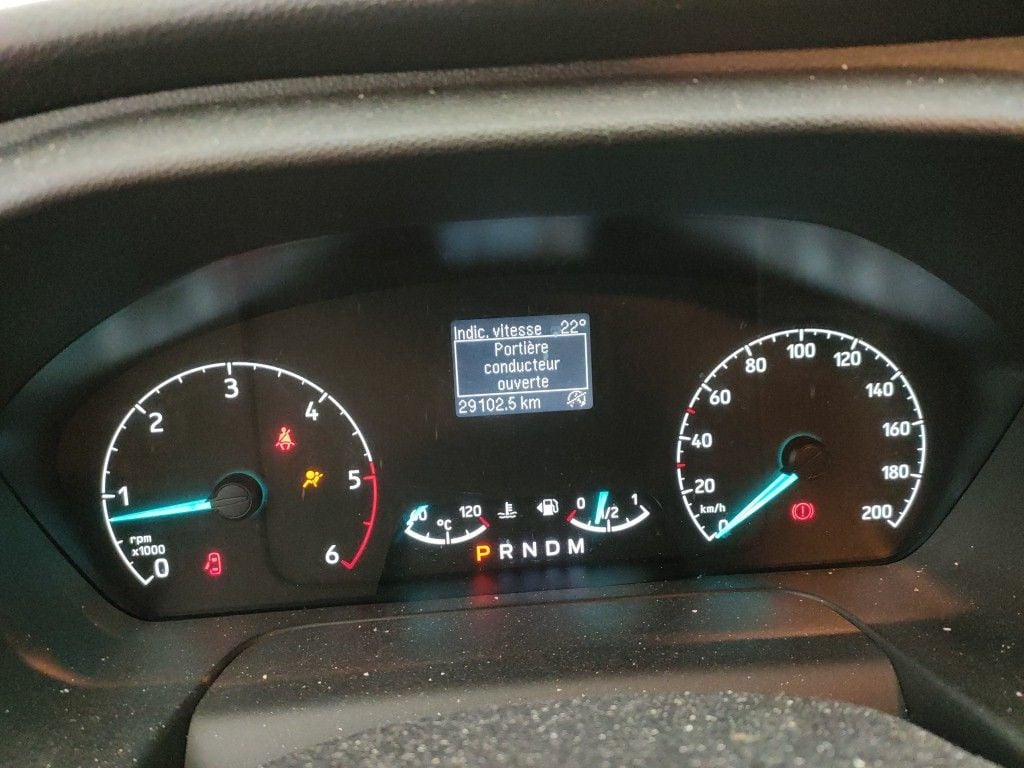 Indic. vitesse 22°
Portière
conducteur
ouverte
29102.5 km
0 1 2 3 4 5 6
rpm
x1000
60 120
°C
0 1/2 1
P R N D M
0 20 40 60 80 100 120 140 160 180 200
km/h